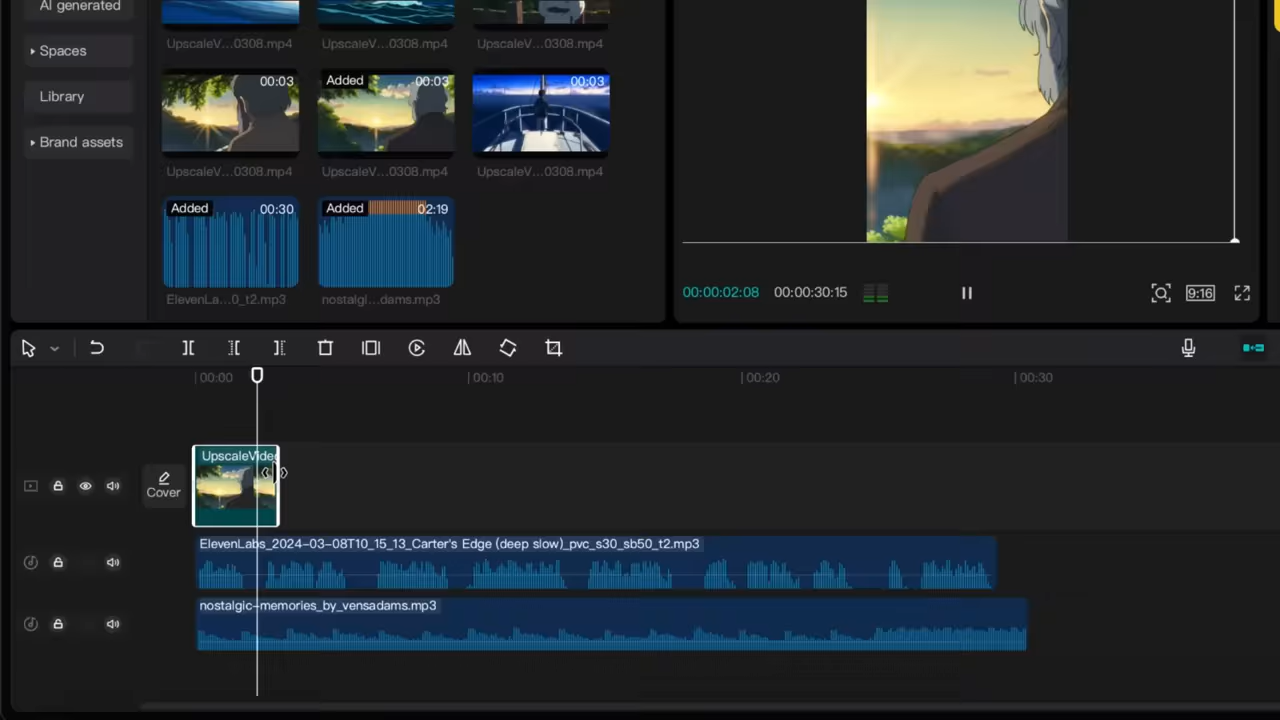 AI generated
Spaces
Library
Brand assets
UpscaleV...0308.mp4
UpscaleV...0308.mp4
UpscaleV...0308.mp4
00:03
Added
00:03
00:03
UpscaleV...0308.mp4
UpscaleV...0308.mp4
UpscaleV...0308.mp4
Added
00:30
Added
02:19
ElevenLa...0_t2.mp3
nostalgi...dams.mp3
00:00:02:08
00:00:30:15
9:16
00:00
00:10
00:20
00:30
Cover
UpscaleVide
ElevenLabs_2024-03-08T10_15_13_Carter's Edge (deep slow)_pvc_s30_sb50_t2.mp3
nostalgic-memories_by_vensadams.mp3